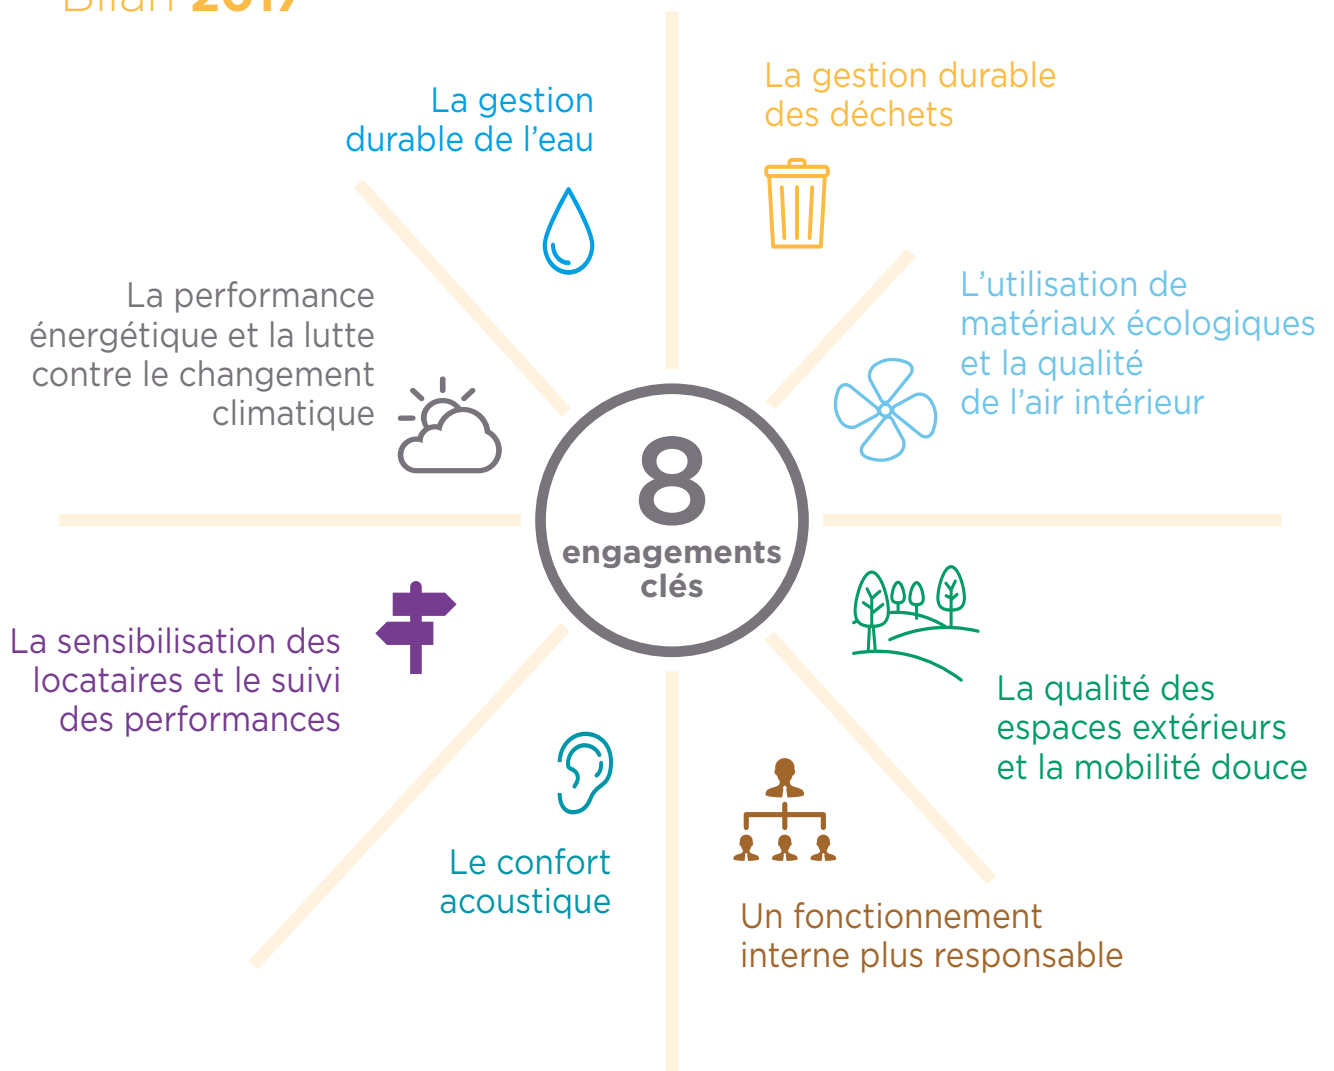 Bilan 2017
La gestion
durable de l’eau
La gestion durable
des déchets
La performance
énergétique et la lutte
contre le changement
climatique
L’utilisation de
matériaux écologiques
et la qualité
de l’air intérieur
8
engagements
clés
La sensibilisation des
locataires et le suivi
des performances
La qualité des
espaces extérieurs
et la mobilité douce
Le confort
acoustique
Un fonctionnement
interne plus responsable